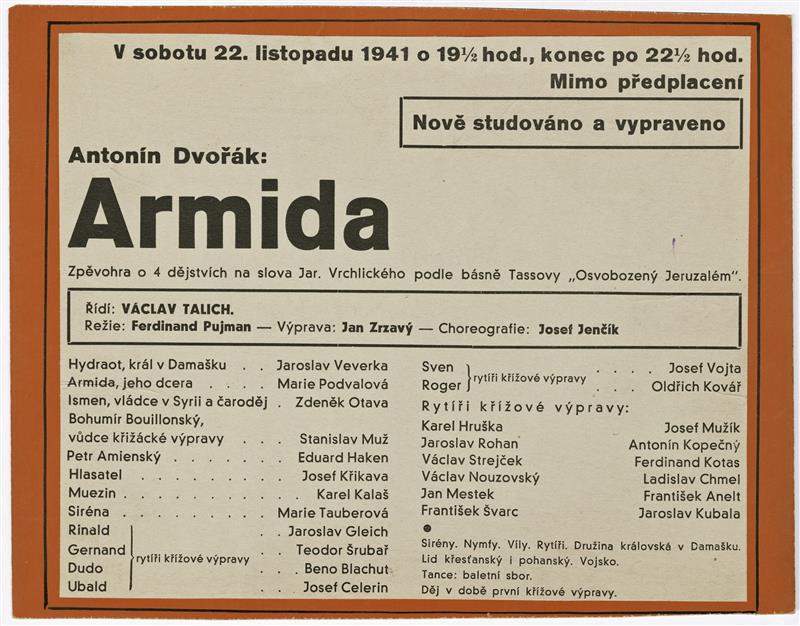 V sobotu 22. listopadu 1941 o 19½ hod., konec po 22½ hod.
Mimo předplacení
Nově studováno a vypraveno
Antonín Dvořák:
Armida
Zpěvohra o 4 dějstvích na slova Jar. Vrchlického podle básně Tassovy „Osvobozený Jeruzalém“.
Řídí: VÁCLAV TALICH.
Režie: Ferdinand Pujman — Výprava: Jan Zrzavý — Choreografie: Josef Jenčík
Hydraot, král v Damašku . . Jaroslav Veverka
Armida, jeho dcera . . . . Marie Podvalová
Ismen, vládce v Syrii a čaroděj . Zdeněk Otava
Bohumír Bouillonský,
vůdce křižácké výpravy . . . Stanislav Muž
Petr Amienský . . . . . . . Eduard Haken
Hlasatel . . . . . . . . . Josef Křikava
Muezin . . . . . . . . . . Karel Kalaš
Siréna . . . . . . . . . . Marie Tauberová
Rinald . . Jaroslav Gleich
Gernand . . Teodor Šrubař
rytíři křížové výpravy
Dudo . . Beno Blachut
Ubald . . . Josef Celerin
Sven . . . . Josef Vojta
rytíři křížové výpravy
Roger . . . Oldřich Kovář
Rytíři křížové výpravy:
Karel Hruška Josef Mužík
Jaroslav Rohan Antonín Kopečný
Václav Strejček Ferdinand Kotas
Václav Nouzovský Ladislav Chmel
Jan Mestek František Anelt
František Švarc Jaroslav Kubala
Sirény. Nymfy. Víly. Rytíři. Družina královská v Damašku.
Lid křesťanský i pohanský. Vojsko.
Tance: baletní sbor.
Děj v době první křížové výpravy.